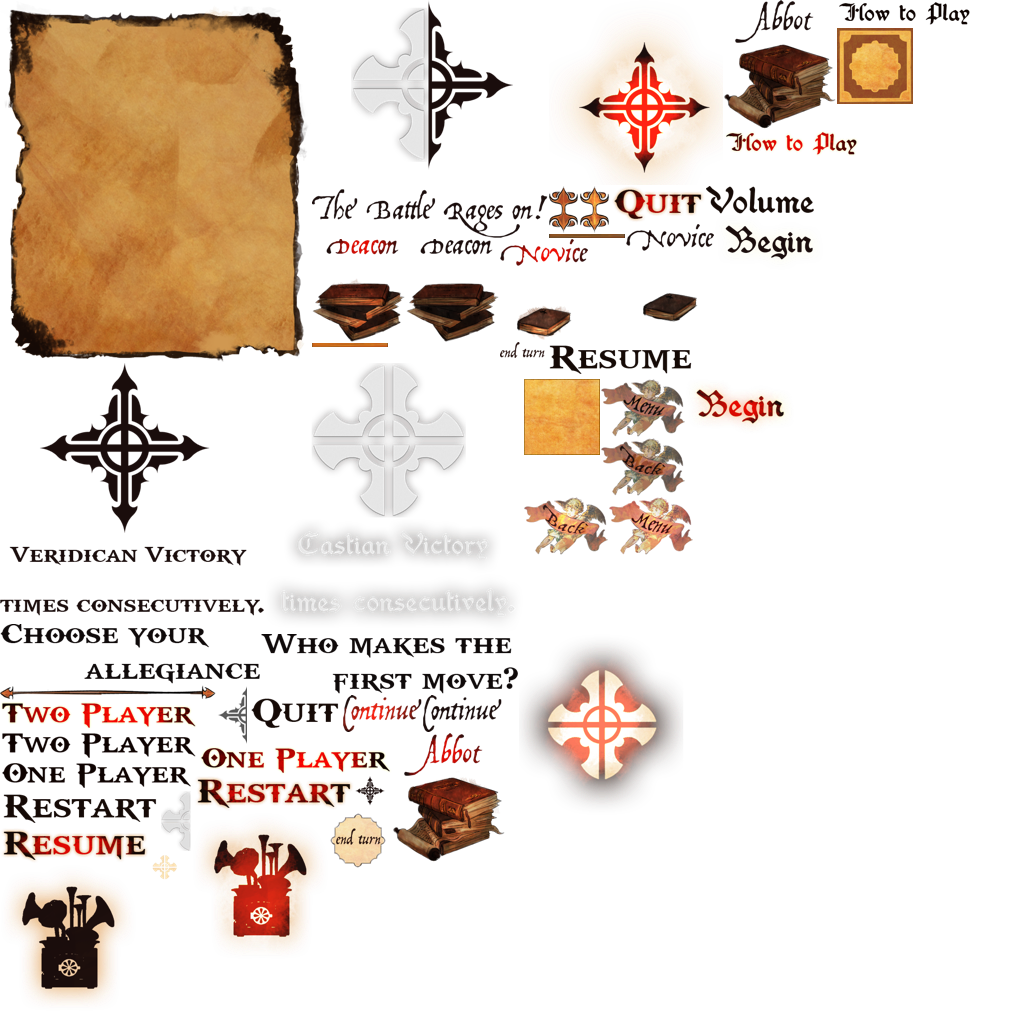 Abbot
How to Play
How to Play
The Battle Rages on!
QUIT
Volume
Deacon
Deacon
Novice
Novice
Begin
end turn
RESUME
Menu
Begin
Back
Back
Menu
VERIDICAN VICTORY
Castian Victory
TIMES CONSECUTIVELY.
times consecutively.
CHOOSE YOUR
ALLEGIANCE
WHO MAKES THE
FIRST MOVE?
TWO PLAYER
QUIT
Continue
Continue
TWO PLAYER
ONE PLAYER
Abbot
ONE PLAYER
RESTART
RESTART
RESUME
end turn